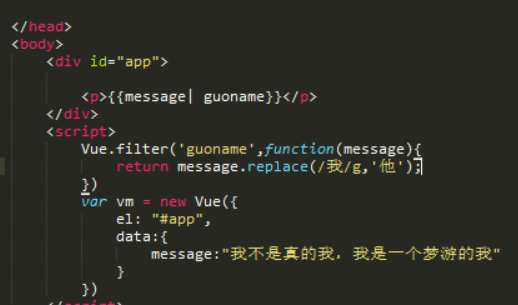 </head>
<body>
<div id="app">
<p>{{message| guoname}}</p>
</div>
<script>
Vue.filter('guoname',function(message){
return message.replace(/我/g,'他');
})
var vm = new Vue({
el: "#app",
data:{
message:"我不是真的我. 我是一个梦游的我"
}
})
</script>